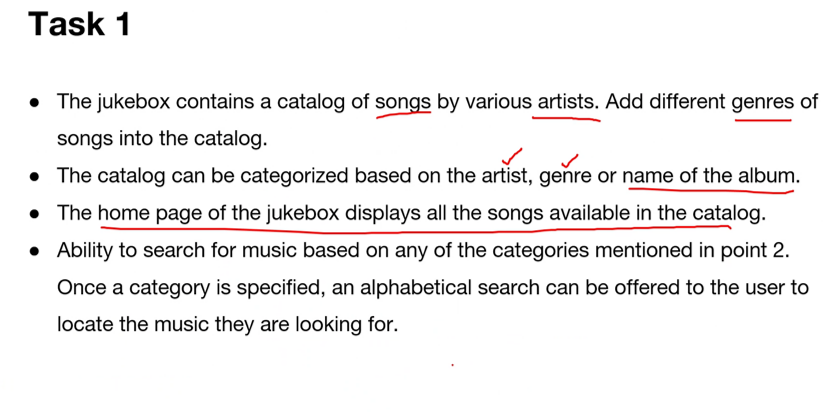 Task 1
● The jukebox contains a catalog of songs by various artists. Add different genres of
songs into the catalog.
● The catalog can be categorized based on the artist, genre or name of the album.
● The home page of the jukebox displays all the songs available in the catalog.
● Ability to search for music based on any of the categories mentioned in point 2.
Once a category is specified, an alphabetical search can be offered to the user to
locate the music they are looking for.